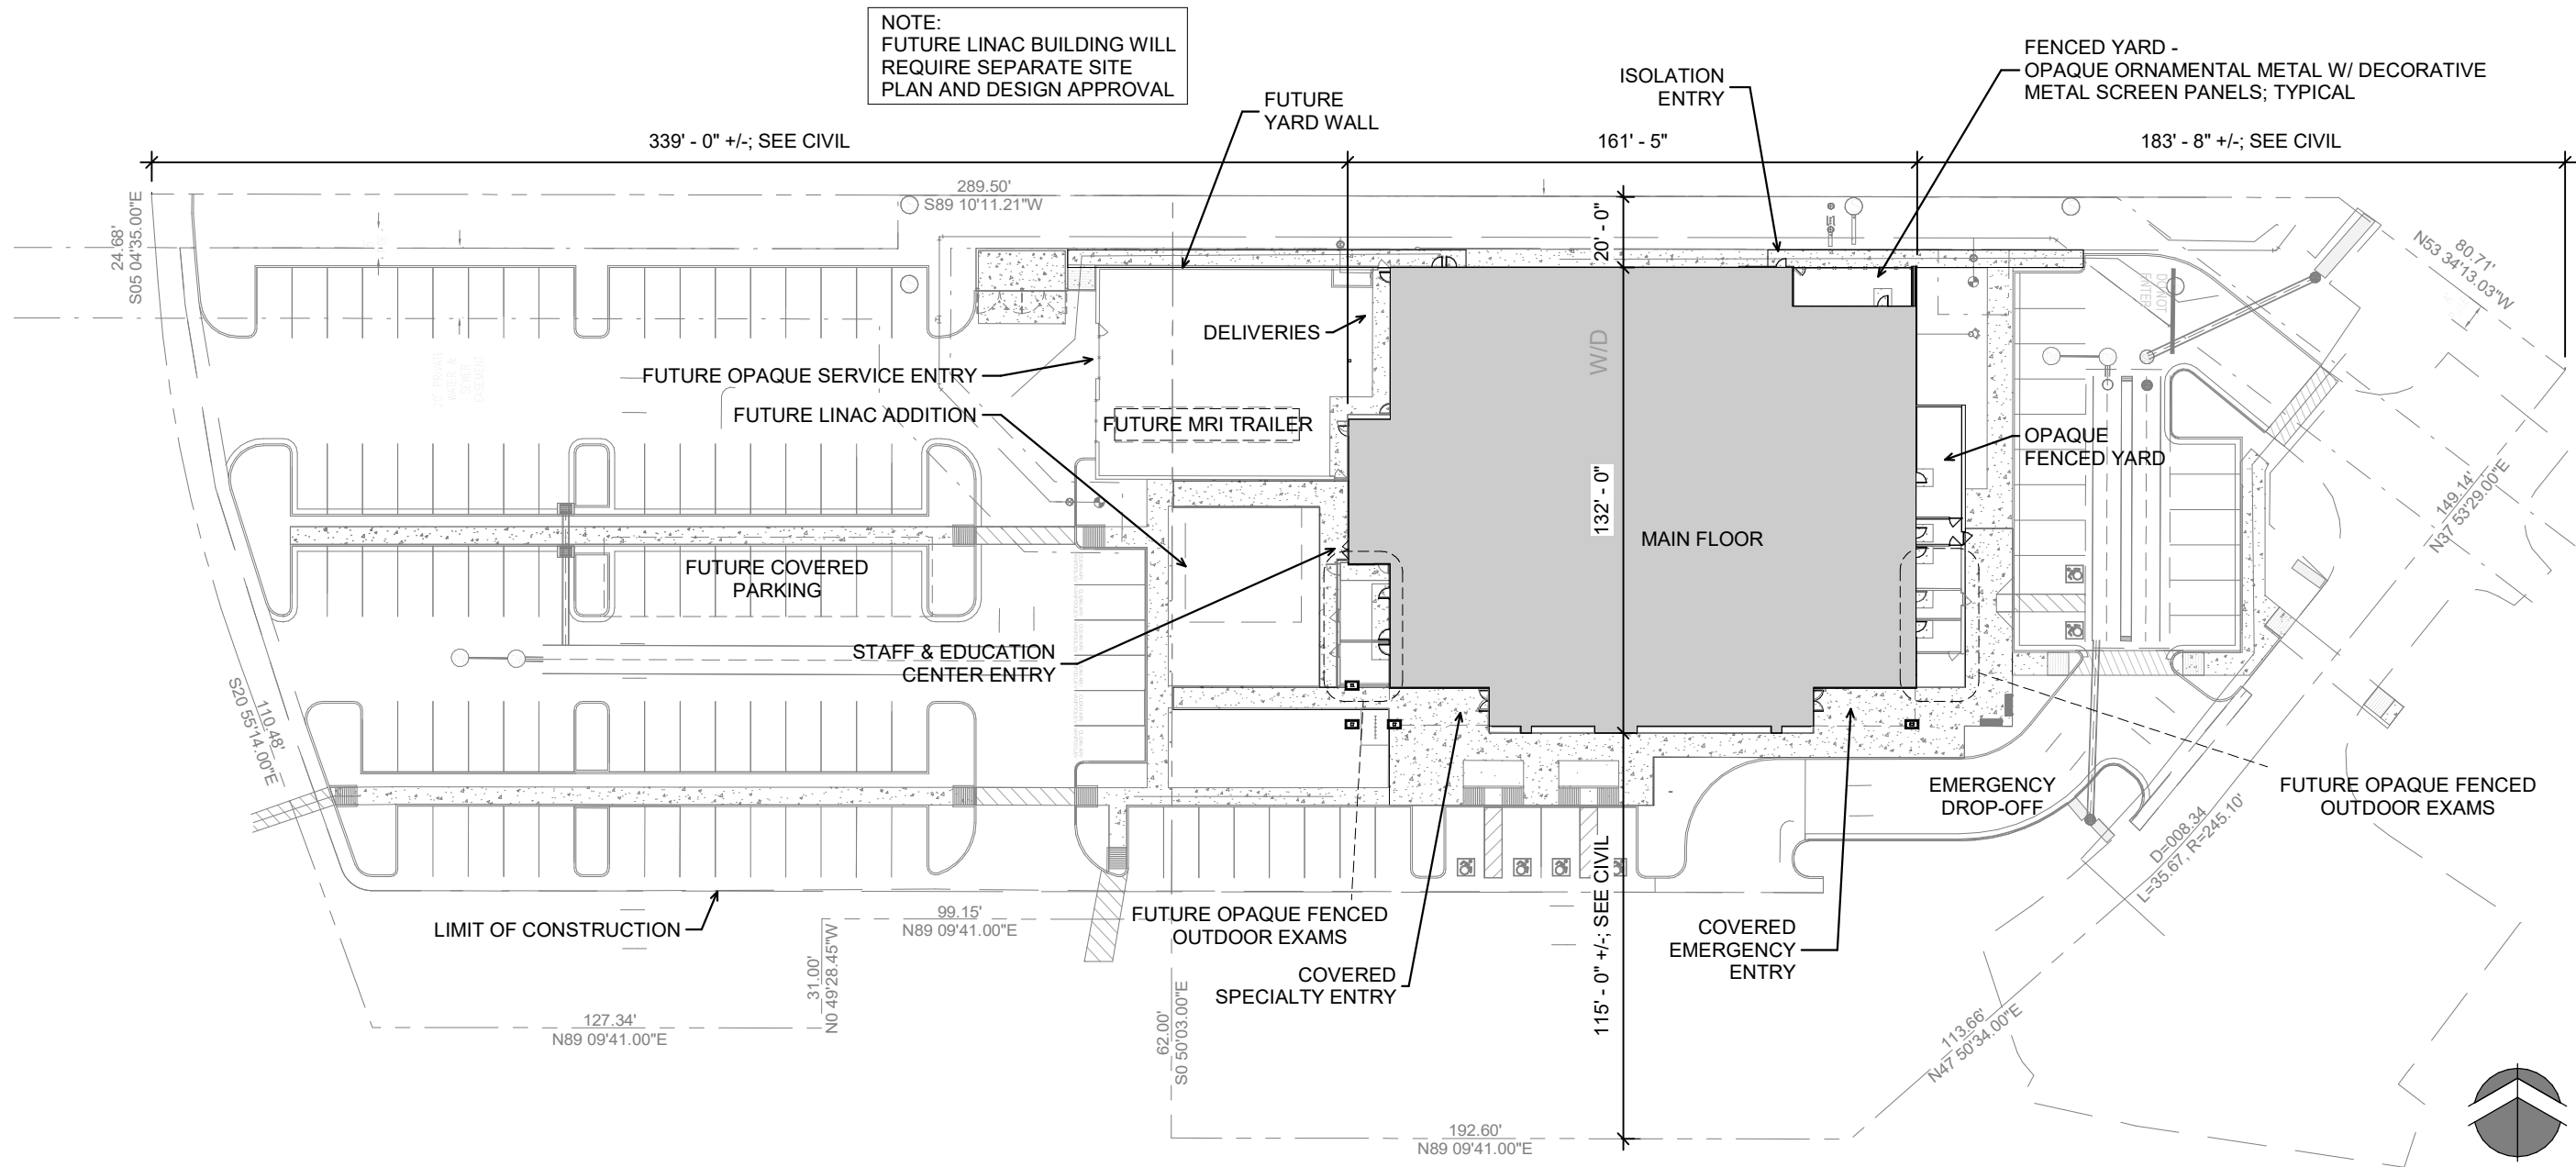 NOTE:
FUTURE LINAC BUILDING WILL
REQUIRE SEPARATE SITE
PLAN AND DESIGN APPROVAL
FUTURE
YARD WALL
ISOLATION
ENTRY
FENCED YARD -
OPAQUE ORNAMENTAL METAL W/ DECORATIVE
METAL SCREEN PANELS; TYPICAL
339' - 0" +/-; SEE CIVIL
161' - 5"
183' - 8" +/-; SEE CIVIL
24.68'
S05 04'35.00"E
289.50'
S89 10'11.21"W
20' - 0"
80.71'
N53 34'13.03"W
DO NOT
ENTER
DELIVERIES
W/D
FUTURE OPAQUE SERVICE ENTRY
20' PRIVATE
WATER &
SEWER
EASEMENT
FUTURE LINAC ADDITION
FUTURE MRI TRAILER
OPAQUE
FENCED YARD
132' - 0"
MAIN FLOOR
149.14'
N37 53'29.00"E
FUTURE COVERED
PARKING
STAFF & EDUCATION
CENTER ENTRY
110.48'
S20 55'14.00"E
EMERGENCY
DROP-OFF
FUTURE OPAQUE FENCED
OUTDOOR EXAMS
D=008.34
L=35.67, R=245.10'
LIMIT OF CONSTRUCTION
99.15'
N89 09'41.00"E
FUTURE OPAQUE FENCED
OUTDOOR EXAMS
115' - 0" +/-; SEE CIVIL
COVERED
EMERGENCY
ENTRY
31.00'
N0 49'28.45"W
COVERED
SPECIALTY ENTRY
127.34'
N89 09'41.00"E
62.00'
S0 50'03.00"E
113.66'
N47 50'34.00"E
192.60'
N89 09'41.00"E